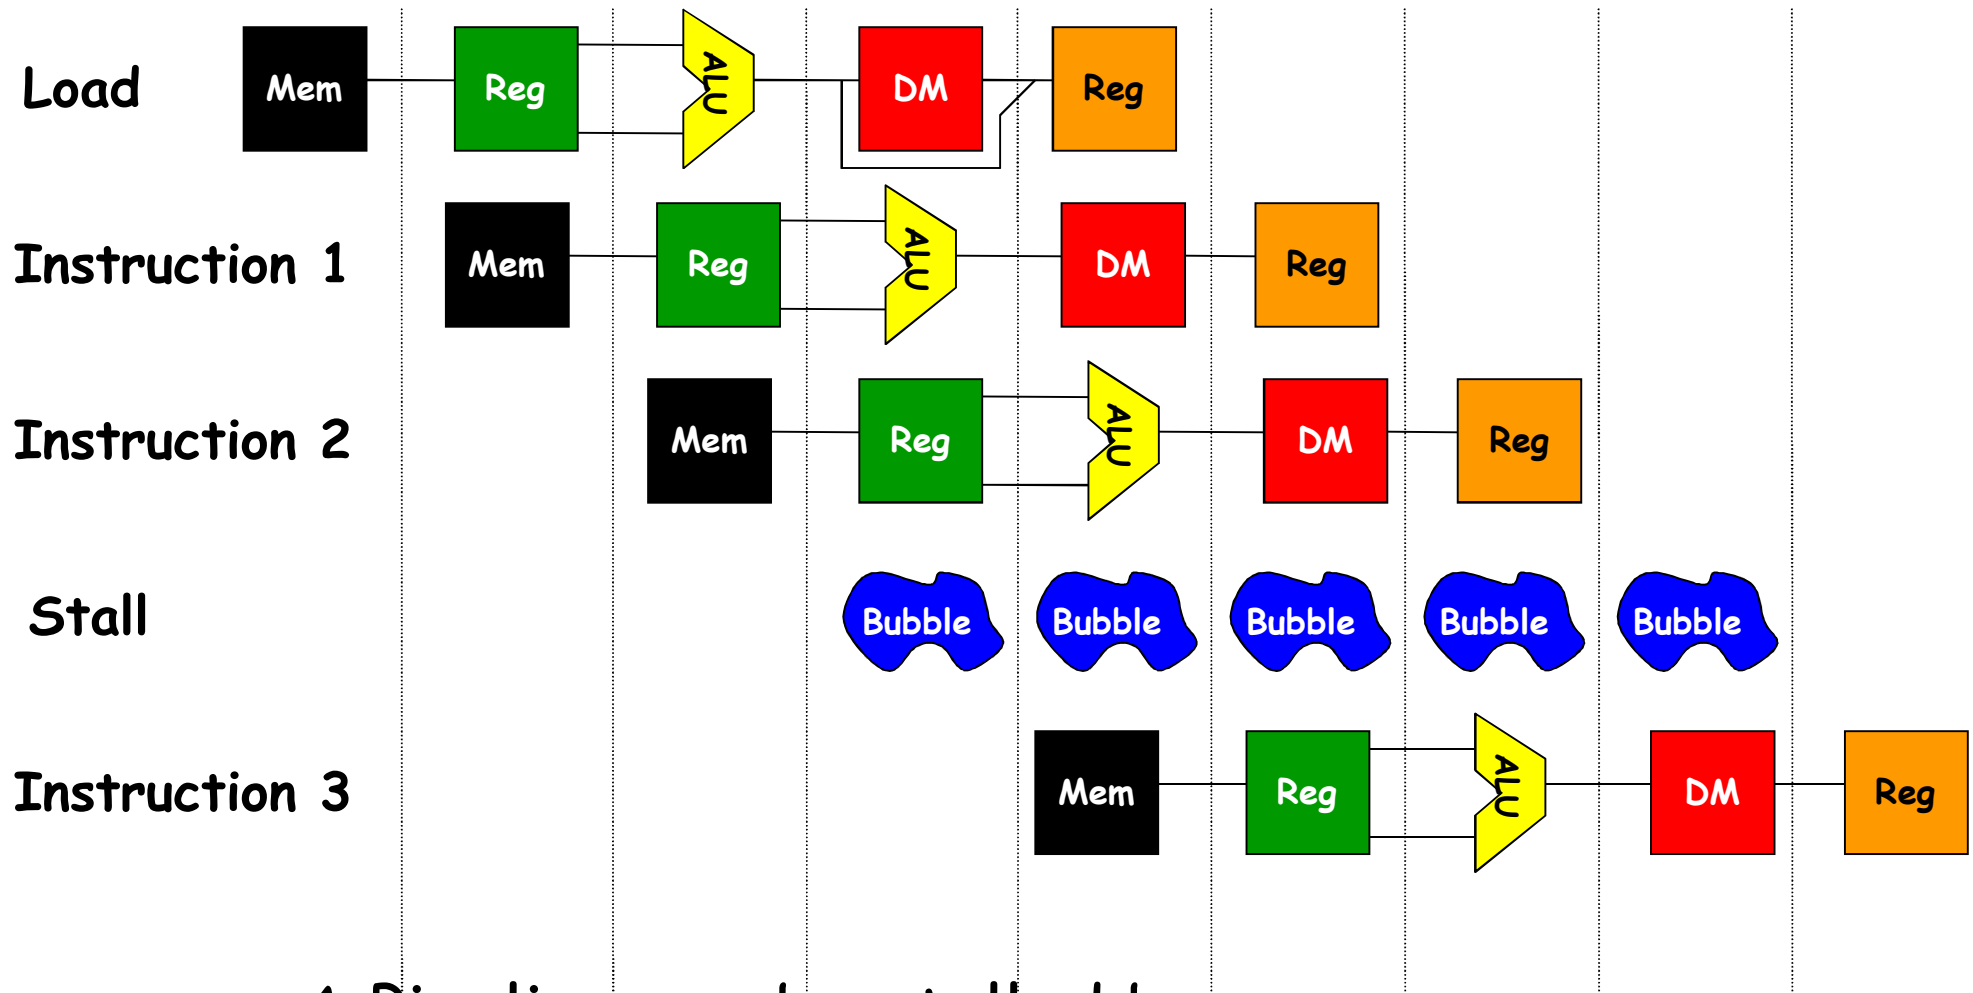 Load Mem Reg ALU DM Reg
Instruction 1 Mem Reg ALU DM Reg
Instruction 2 Mem Reg ALU DM Reg
Stall Bubble Bubble Bubble Bubble Bubble
Instruction 3 Mem Reg ALU DM Reg